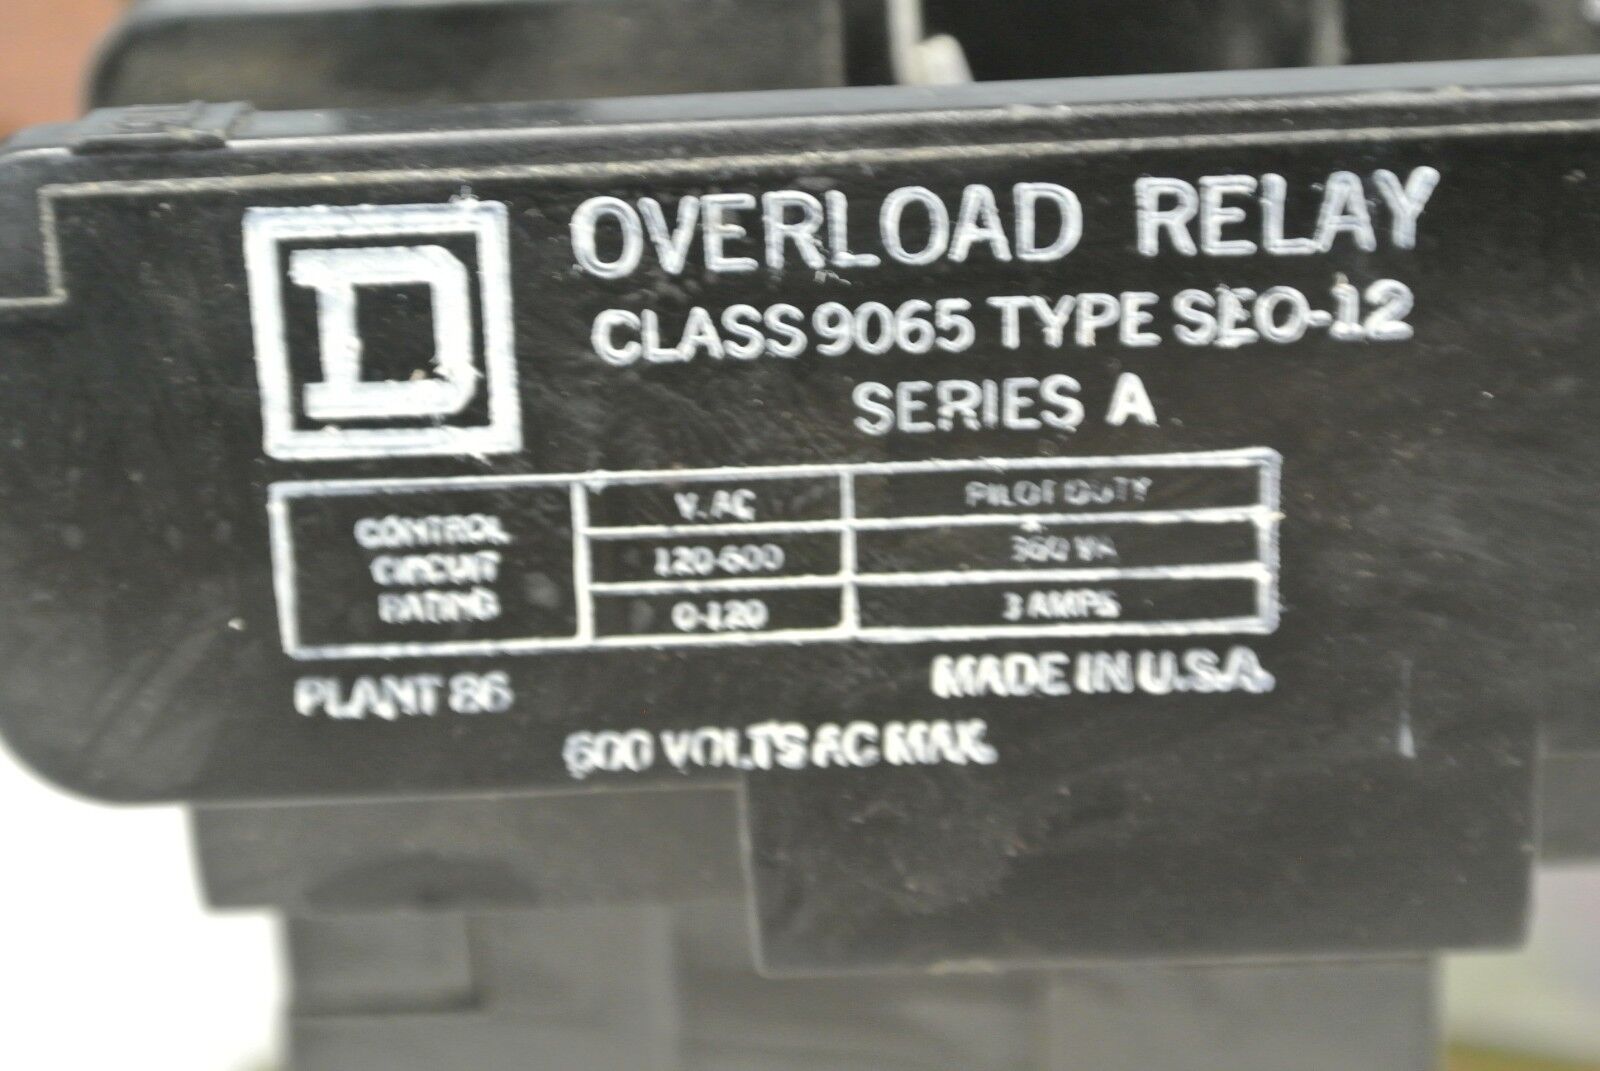 D
OVERLOAD RELAY
CLASS 9065 TYPE SEO-12
SERIES A
CONTROL
CIRCUIT
RATING
V. AC
PILOT DUTY
120-600
360 VA
0-120
3 AMPS
PLANT 86
MADE IN U.S.A.
600 VOLTS AC MAX.